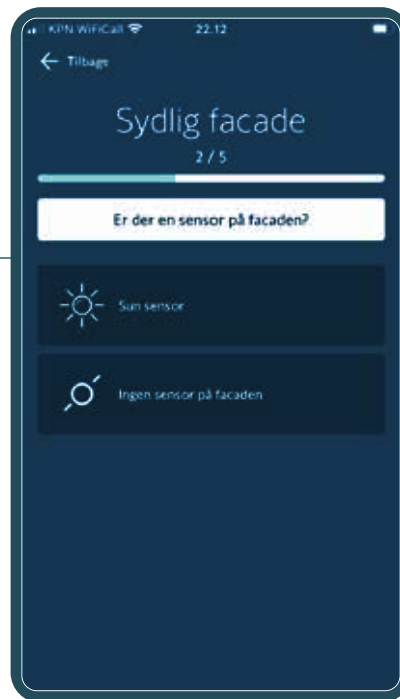 KPN WiFiCall 22.12
Tilbage
Sydlig facade
2 / 5
Er der en sensor på facaden?
Sun sensor
Ingen sensor på facaden